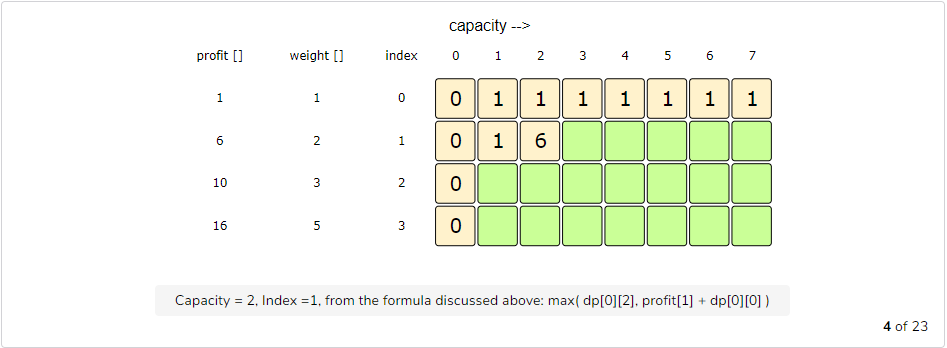 capacity -->
profit [] weight [] index 0 1 2 3 4 5 6 7
1 1 0 0 1 1 1 1 1 1 1
6 2 1 0 1 6
10 3 2 0
16 5 3 0
Capacity = 2, Index =1, from the formula discussed above: max( dp[0][2], profit[1] + dp[0][0] )
4 of 23